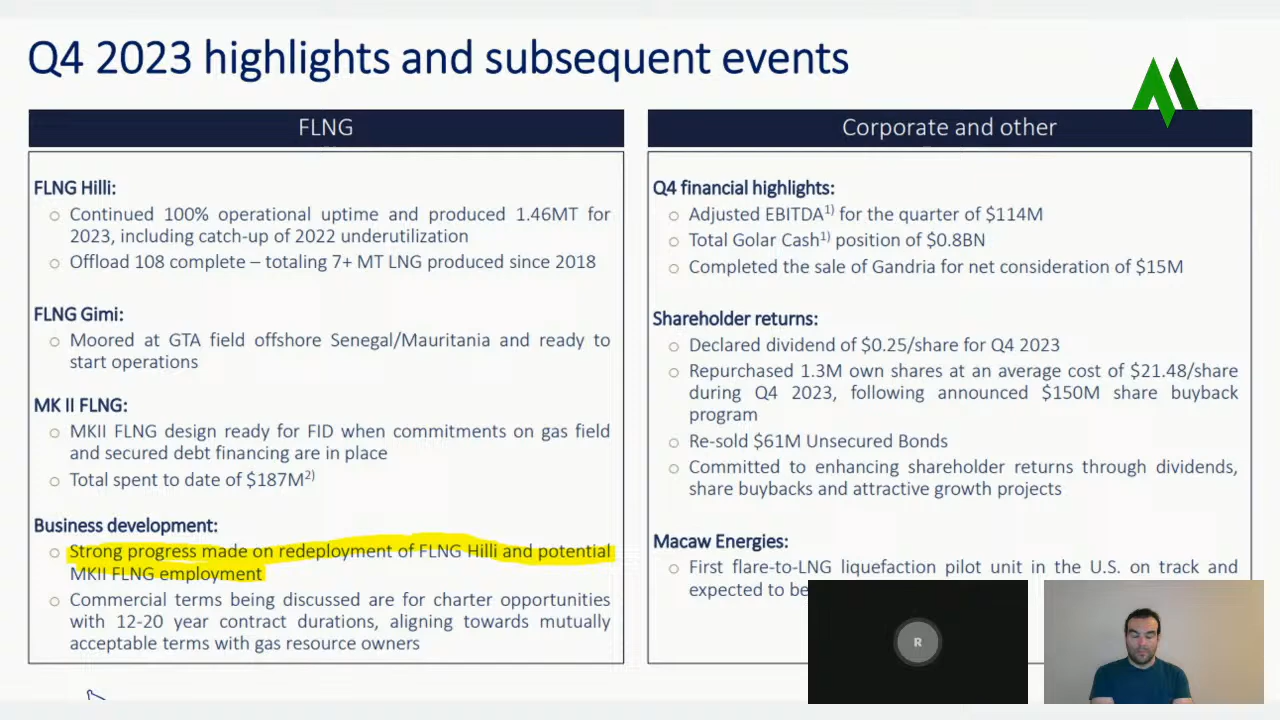 Q4 2023 highlights and subsequent events
FLNG
FLNG Hilli:
○ Continued 100% operational uptime and produced 1.46MT for
2023, including catch-up of 2022 underutilization
○ Offload 108 complete – totaling 7+ MT LNG produced since 2018
FLNG Gimi:
○ Moored at GTA field offshore Senegal/Mauritania and ready to
start operations
MK II FLNG:
○ MKII FLNG design ready for FID when commitments on gas field
and secured debt financing are in place
○ Total spent to date of $187M2)
Business development:
○ Strong progress made on redeployment of FLNG Hilli and potential
MKII FLNG employment
○ Commercial terms being discussed are for charter opportunities
with 12-20 year contract durations, aligning towards mutually
acceptable terms with gas resource owners
Corporate and other
Q4 financial highlights:
○ Adjusted EBITDA1) for the quarter of $114M
○ Total Golar Cash1) position of $0.8BN
○ Completed the sale of Gandria for net consideration of $15M
Shareholder returns:
○ Declared dividend of $0.25/share for Q4 2023
○ Repurchased 1.3M own shares at an average cost of $21.48/share
during Q4 2023, following announced $150M share buyback
program
○ Re-sold $61M Unsecured Bonds
○ Committed to enhancing shareholder returns through dividends,
share buybacks and attractive growth projects
Macaw Energies:
○ First flare-to-LNG liquefaction pilot unit in the U.S. on track and
expected to be
R